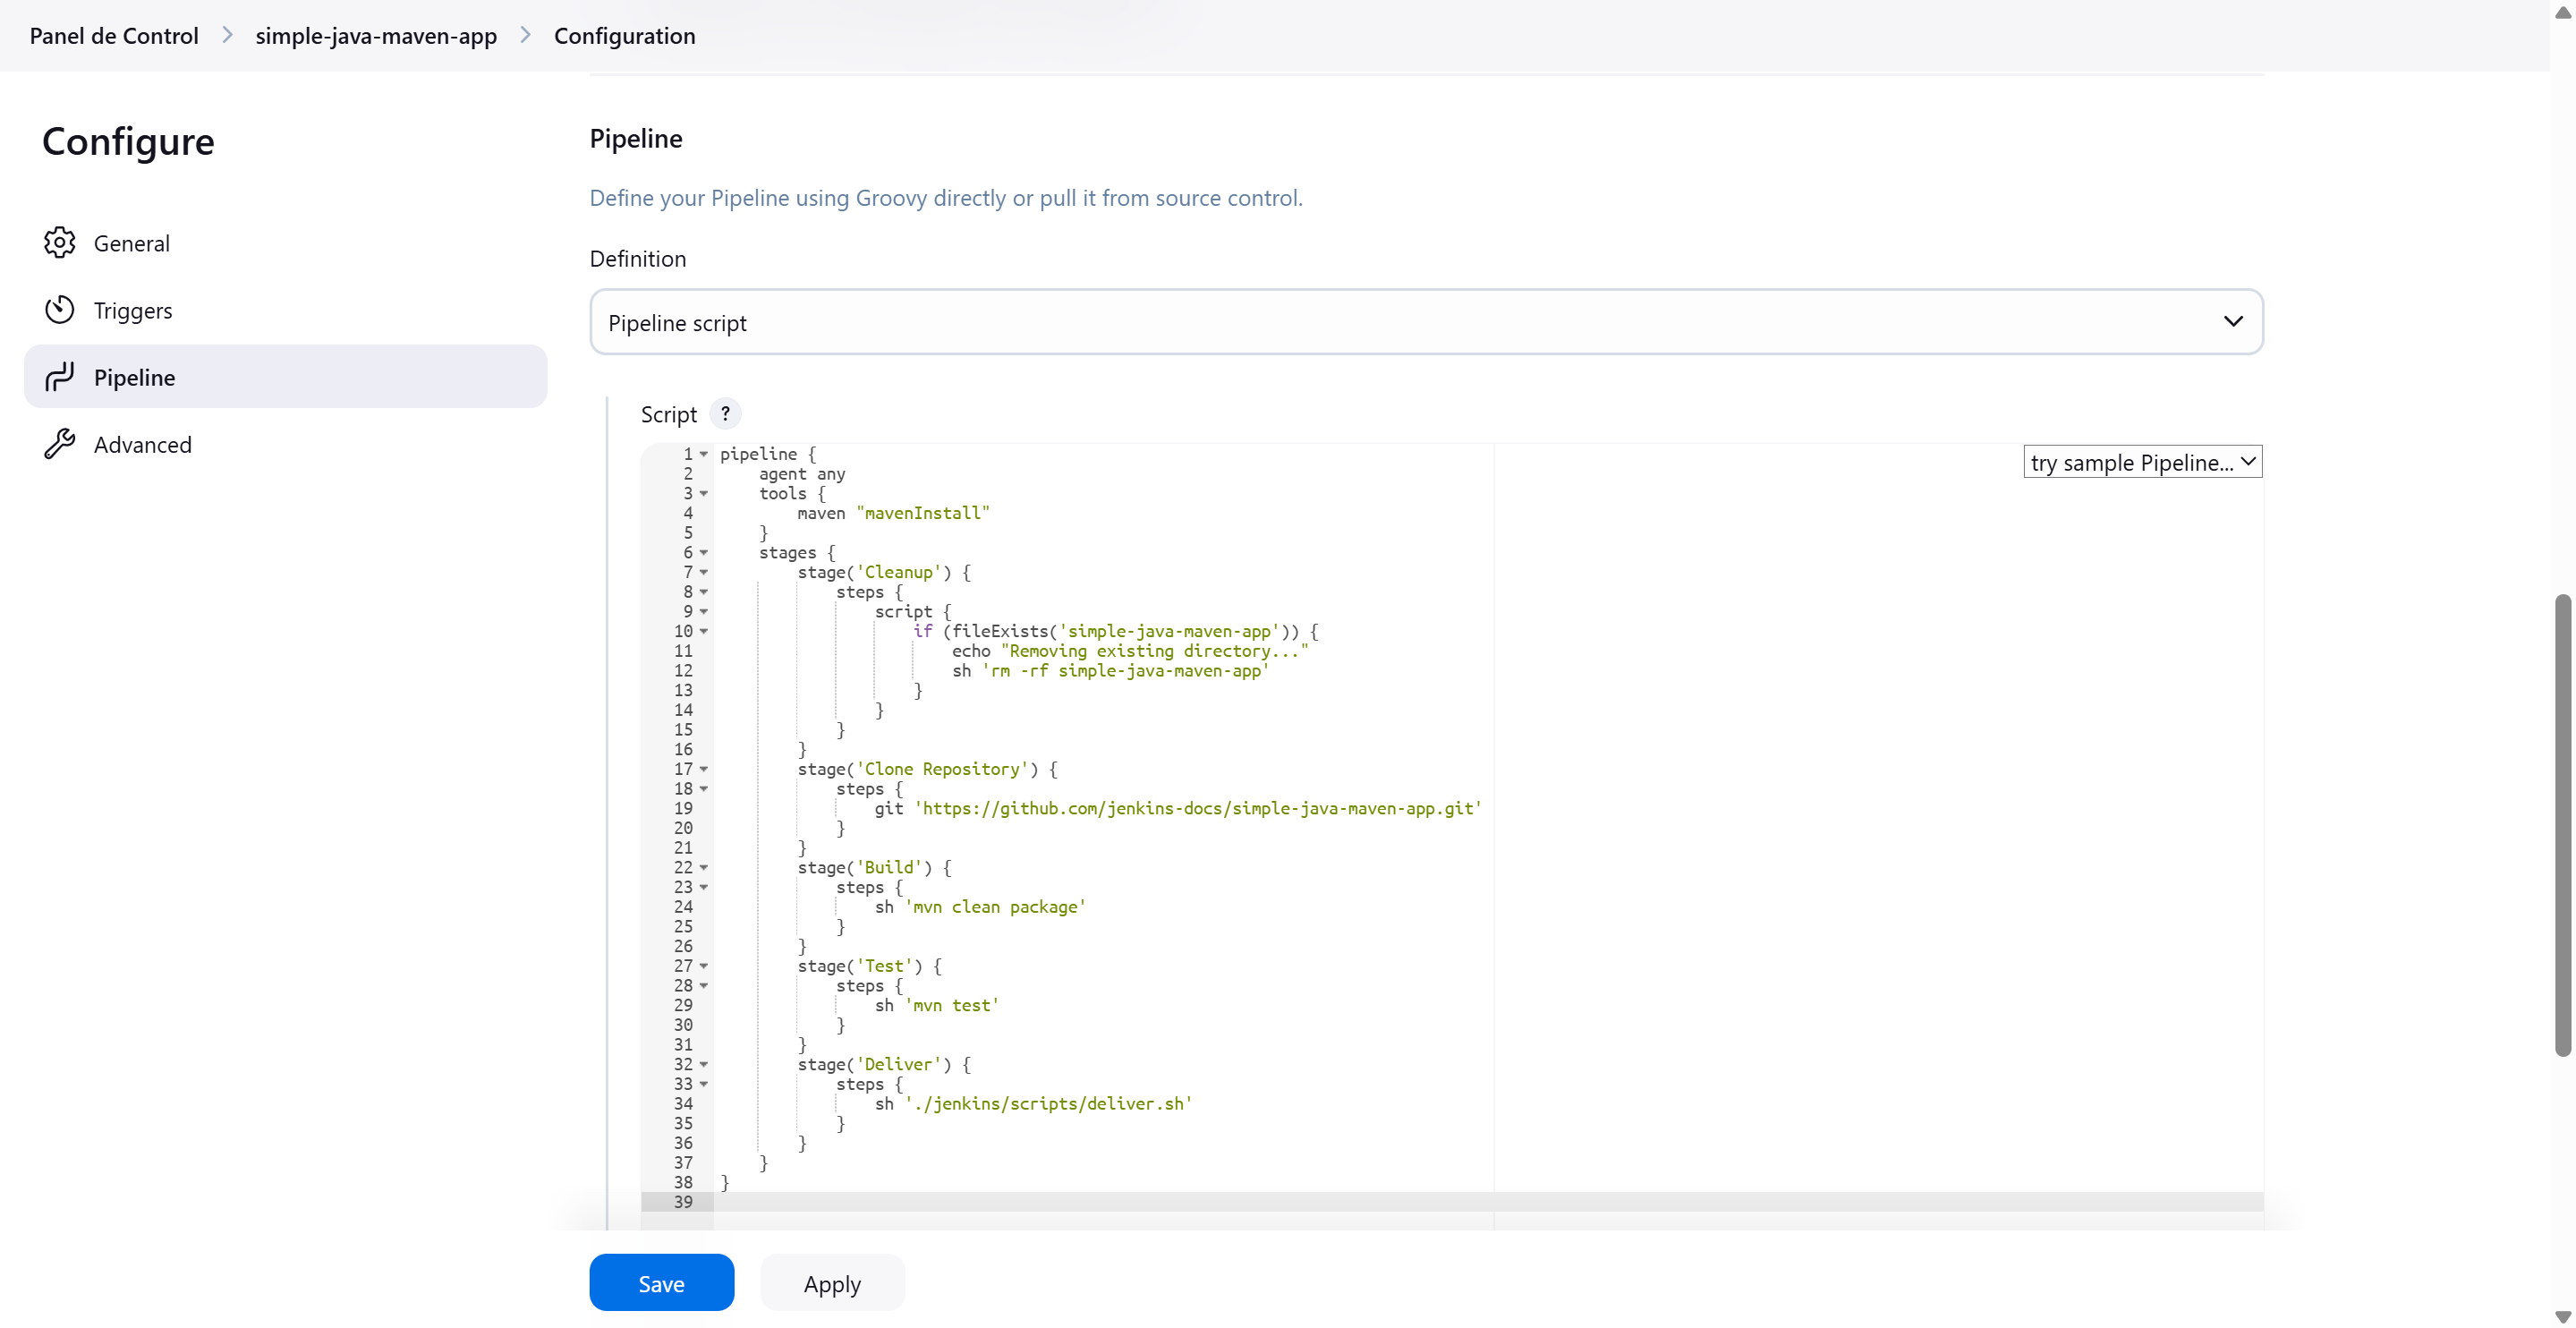 Panel de Control > simple-java-maven-app > Configuration
Configure
General
Triggers
Pipeline
Advanced
Pipeline
Define your Pipeline using Groovy directly or pull it from source control.
Definition
Pipeline script
Script ?
try sample Pipeline...
1 pipeline {
2     agent any
3     tools {
4         maven "mavenInstall"
5     }
6     stages {
7         stage('Cleanup') {
8             steps {
9                 script {
10                     if (fileExists('simple-java-maven-app')) {
11                         echo "Removing existing directory..."
12                         sh 'rm -rf simple-java-maven-app'
13                     }
14                 }
15             }
16         }
17         stage('Clone Repository') {
18             steps {
19                 git 'https://github.com/jenkins-docs/simple-java-maven-app.git'
20             }
21         }
22         stage('Build') {
23             steps {
24                 sh 'mvn clean package'
25             }
26         }
27         stage('Test') {
28             steps {
29                 sh 'mvn test'
30             }
31         }
32         stage('Deliver') {
33             steps {
34                 sh './jenkins/scripts/deliver.sh'
35             }
36         }
37     }
38 }
39
Save
Apply